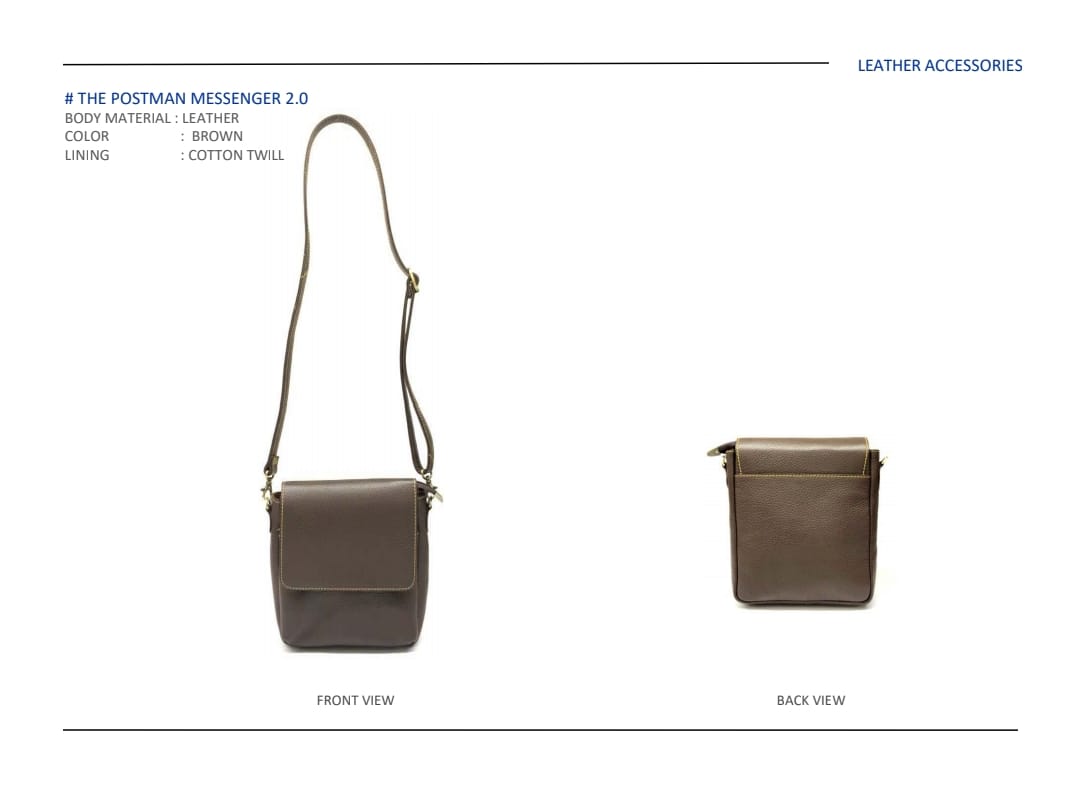 LEATHER ACCESSORIES
# THE POSTMAN MESSENGER 2.0
BODY MATERIAL : LEATHER
COLOR : BROWN
LINING : COTTON TWILL
FRONT VIEW
BACK VIEW